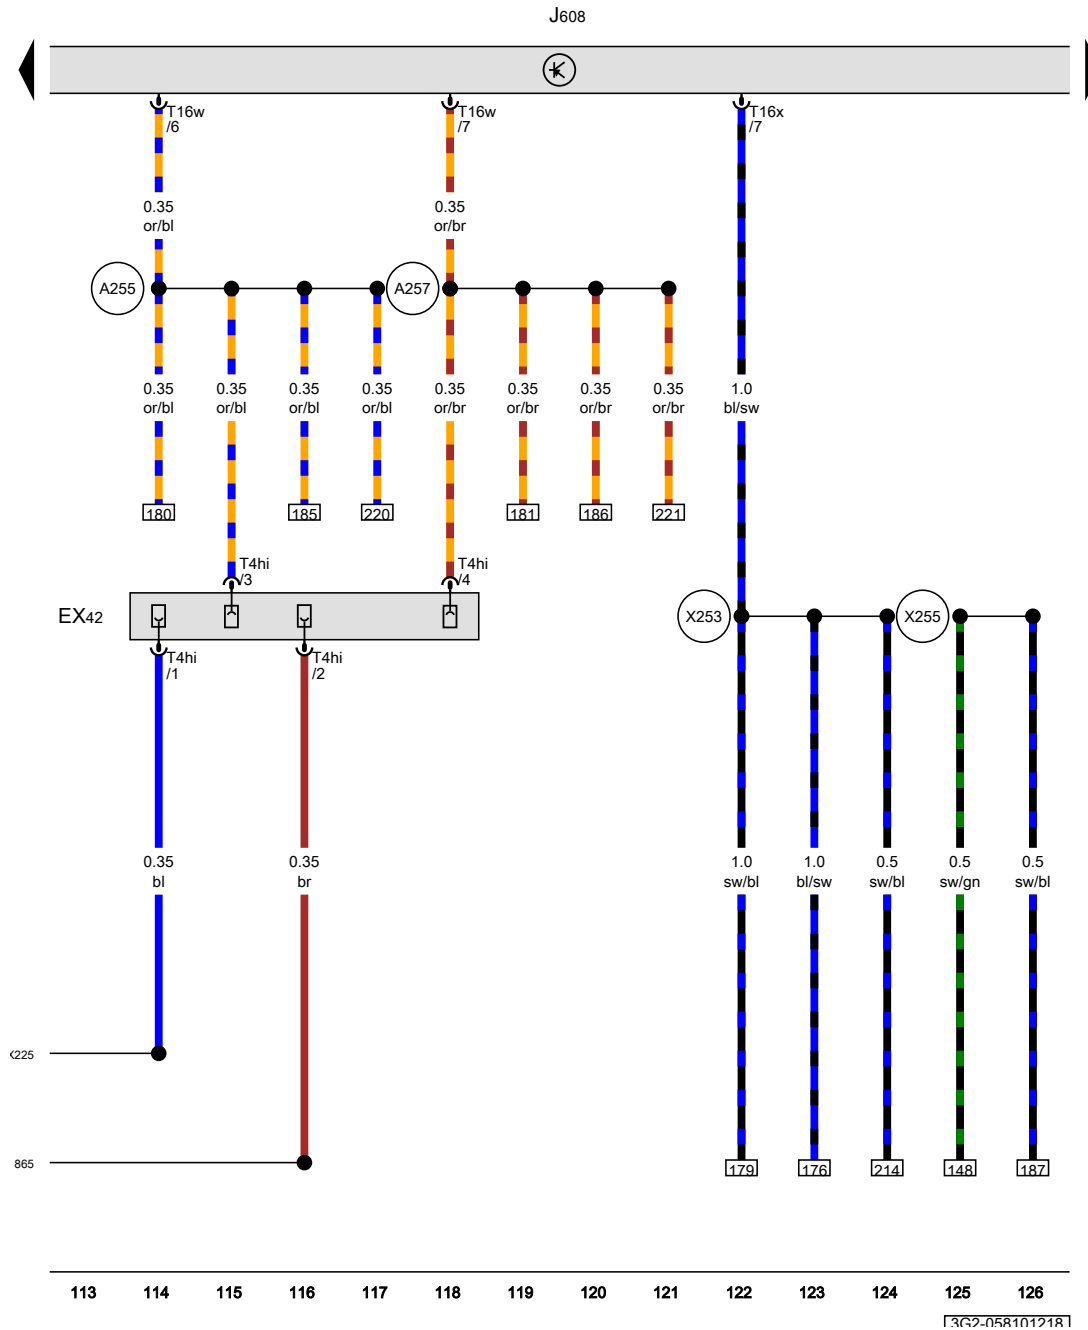 J608
T16w
/6
T16w
/7
T16x
/7
0.35
or/bl
0.35
or/br
A255
A257
0.35
or/bl
0.35
or/bl
0.35
or/bl
0.35
or/bl
0.35
or/br
0.35
or/br
0.35
or/br
0.35
or/br
1.0
bl/sw
180
185
220
181
186
221
T4hi
/3
T4hi
/4
EX42
X253
X255
T4hi
/1
T4hi
/2
0.35
bl
0.35
br
1.0
sw/bl
1.0
bl/sw
0.5
sw/bl
0.5
sw/gn
0.5
sw/bl
225
865
179
176
214
148
187
113 114 115 116 117 118 119 120 121 122 123 124 125 126
3G2-058101218